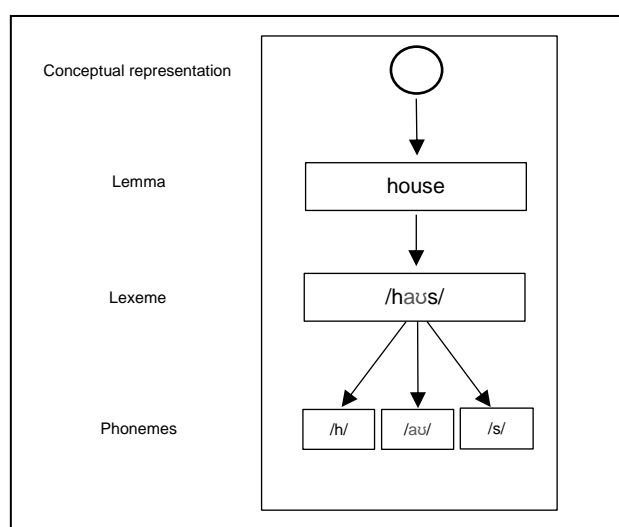 Conceptual representation
Lemma
house
Lexeme
/haʊs/
Phonemes
/h/ /aʊ/ /s/